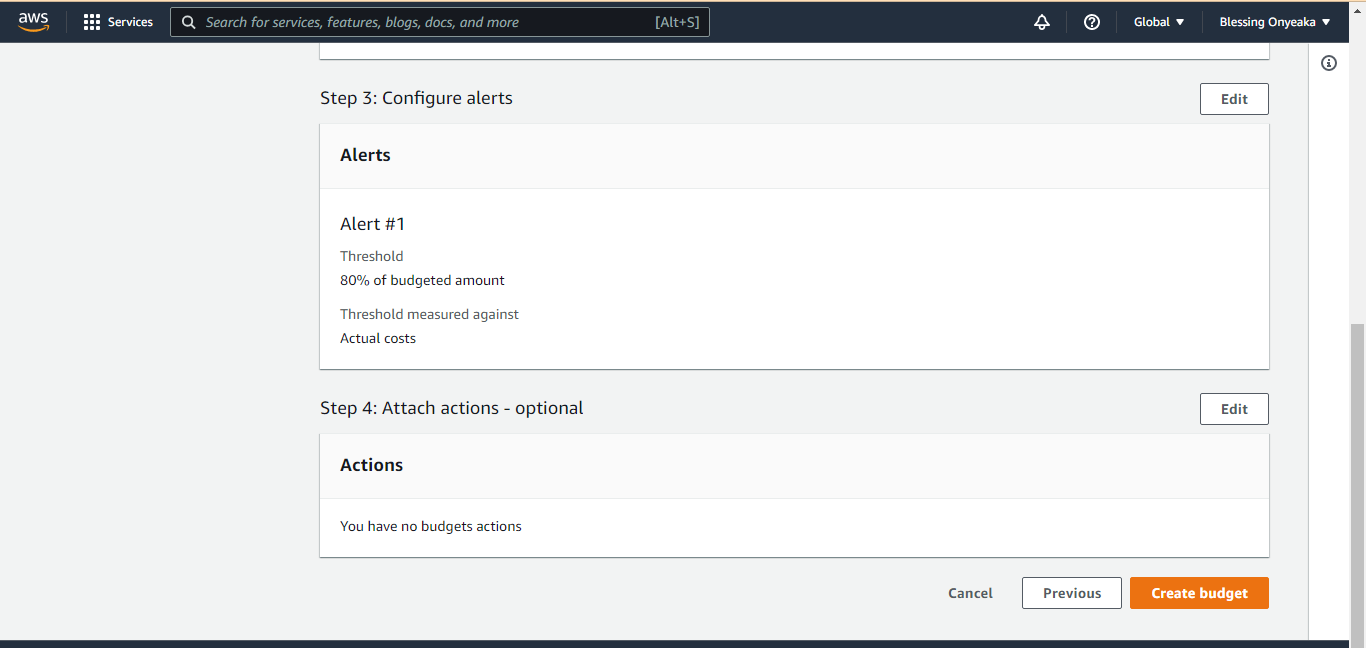 aws Services Search for services, features, blogs, docs, and more [Alt+S] Global Blessing Onyeaka
Step 3: Configure alerts
Edit
Alerts
Alert #1
Threshold
80% of budgeted amount
Threshold measured against
Actual costs
Step 4: Attach actions - optional
Edit
Actions
You have no budgets actions
Cancel Previous Create budget